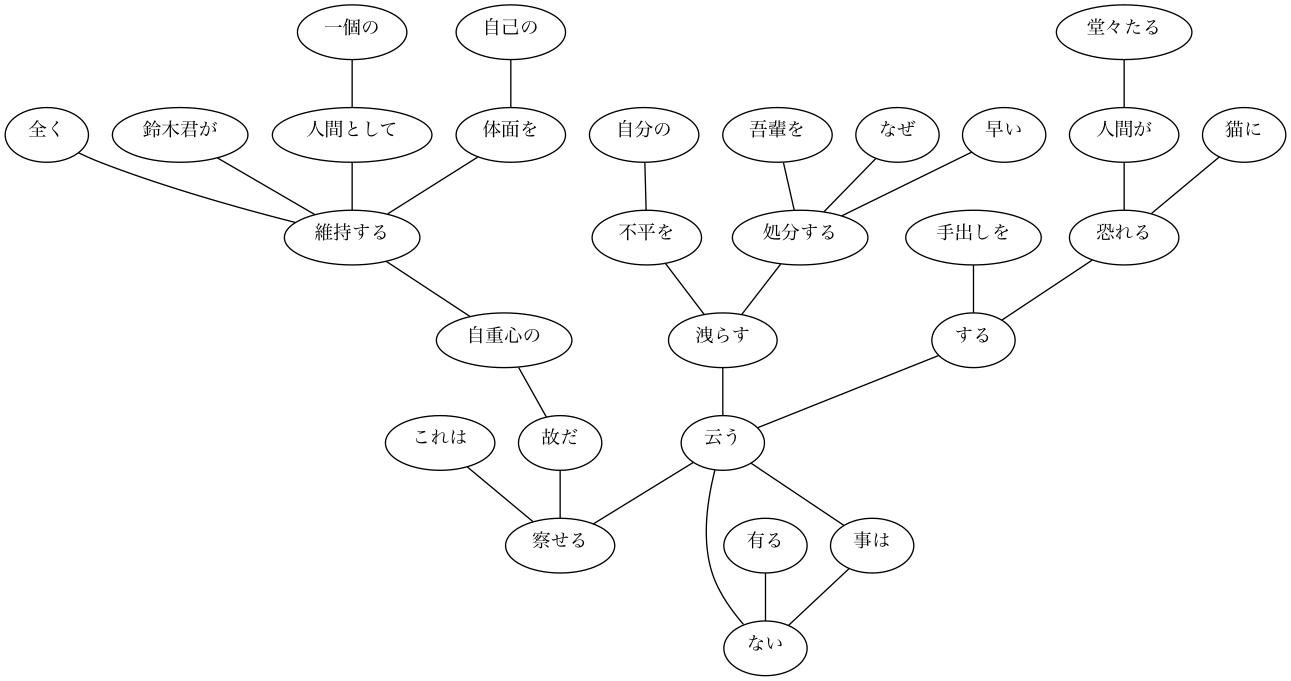 一個の
自己の
堂々たる
全く
鈴木君が
人間として
体面を
自分の
吾輩を
なぜ
早い
人間が
猫に
維持する
不平を
処分する
手出しを
恐れる
自重心の
洩らす
する
これは
故だ
云う
察せる
有る
事は
ない